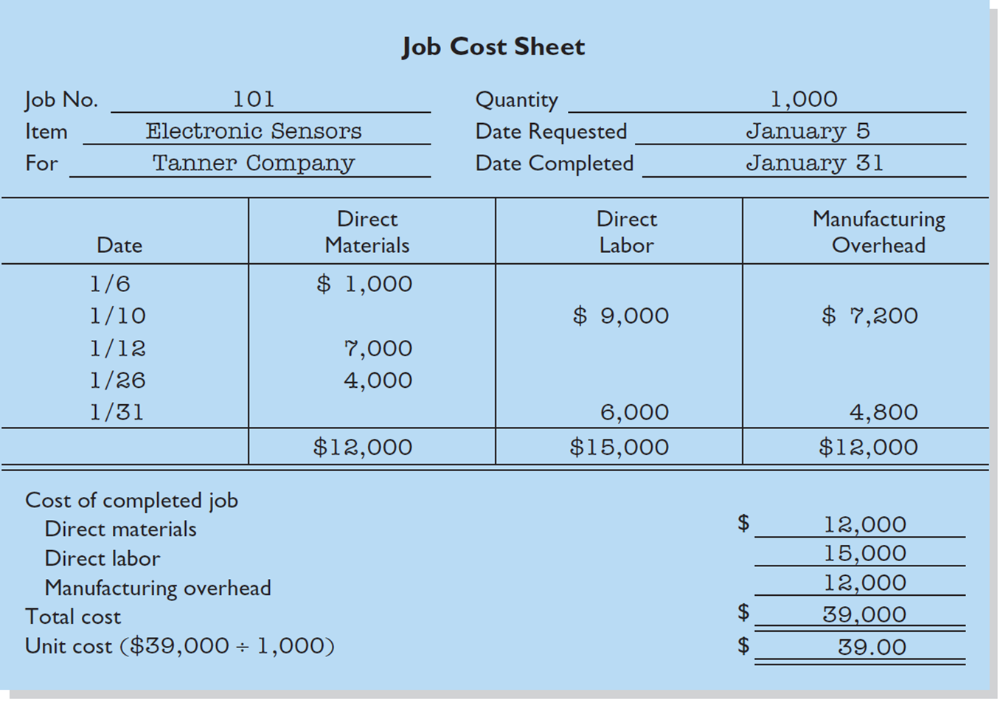 Job Cost Sheet
Job No. 101 Quantity 1,000
Item Electronic Sensors Date Requested January 5
For Tanner Company Date Completed January 31
Direct Direct Manufacturing
Date Materials Labor Overhead
1/6 $ 1,000
1/10 $ 9,000 $ 7,200
1/12 7,000
1/26 4,000
1/31 6,000 4,800
$12,000 $15,000 $12,000
Cost of completed job
Direct materials $ 12,000
Direct labor 15,000
Manufacturing overhead 12,000
Total cost $ 39,000
Unit cost ($39,000 ÷ 1,000) $ 39.00